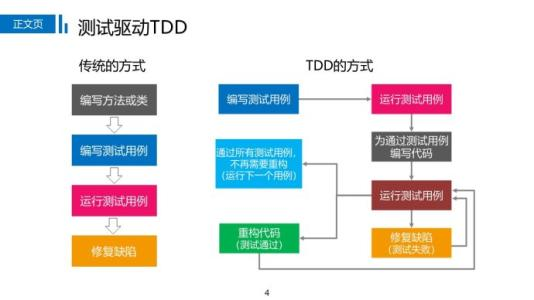 正文页
测试驱动TDD
传统的方式
编写方法或类
编写测试用例
运行测试用例
修复缺陷
TDD的方式
编写测试用例
运行测试用例
为通过测试用例
编写代码
通过所有测试用例,
不再需要重构
(运行下一个用例)
运行测试用例
重构代码
(测试通过)
修复缺陷
(测试失败)
4